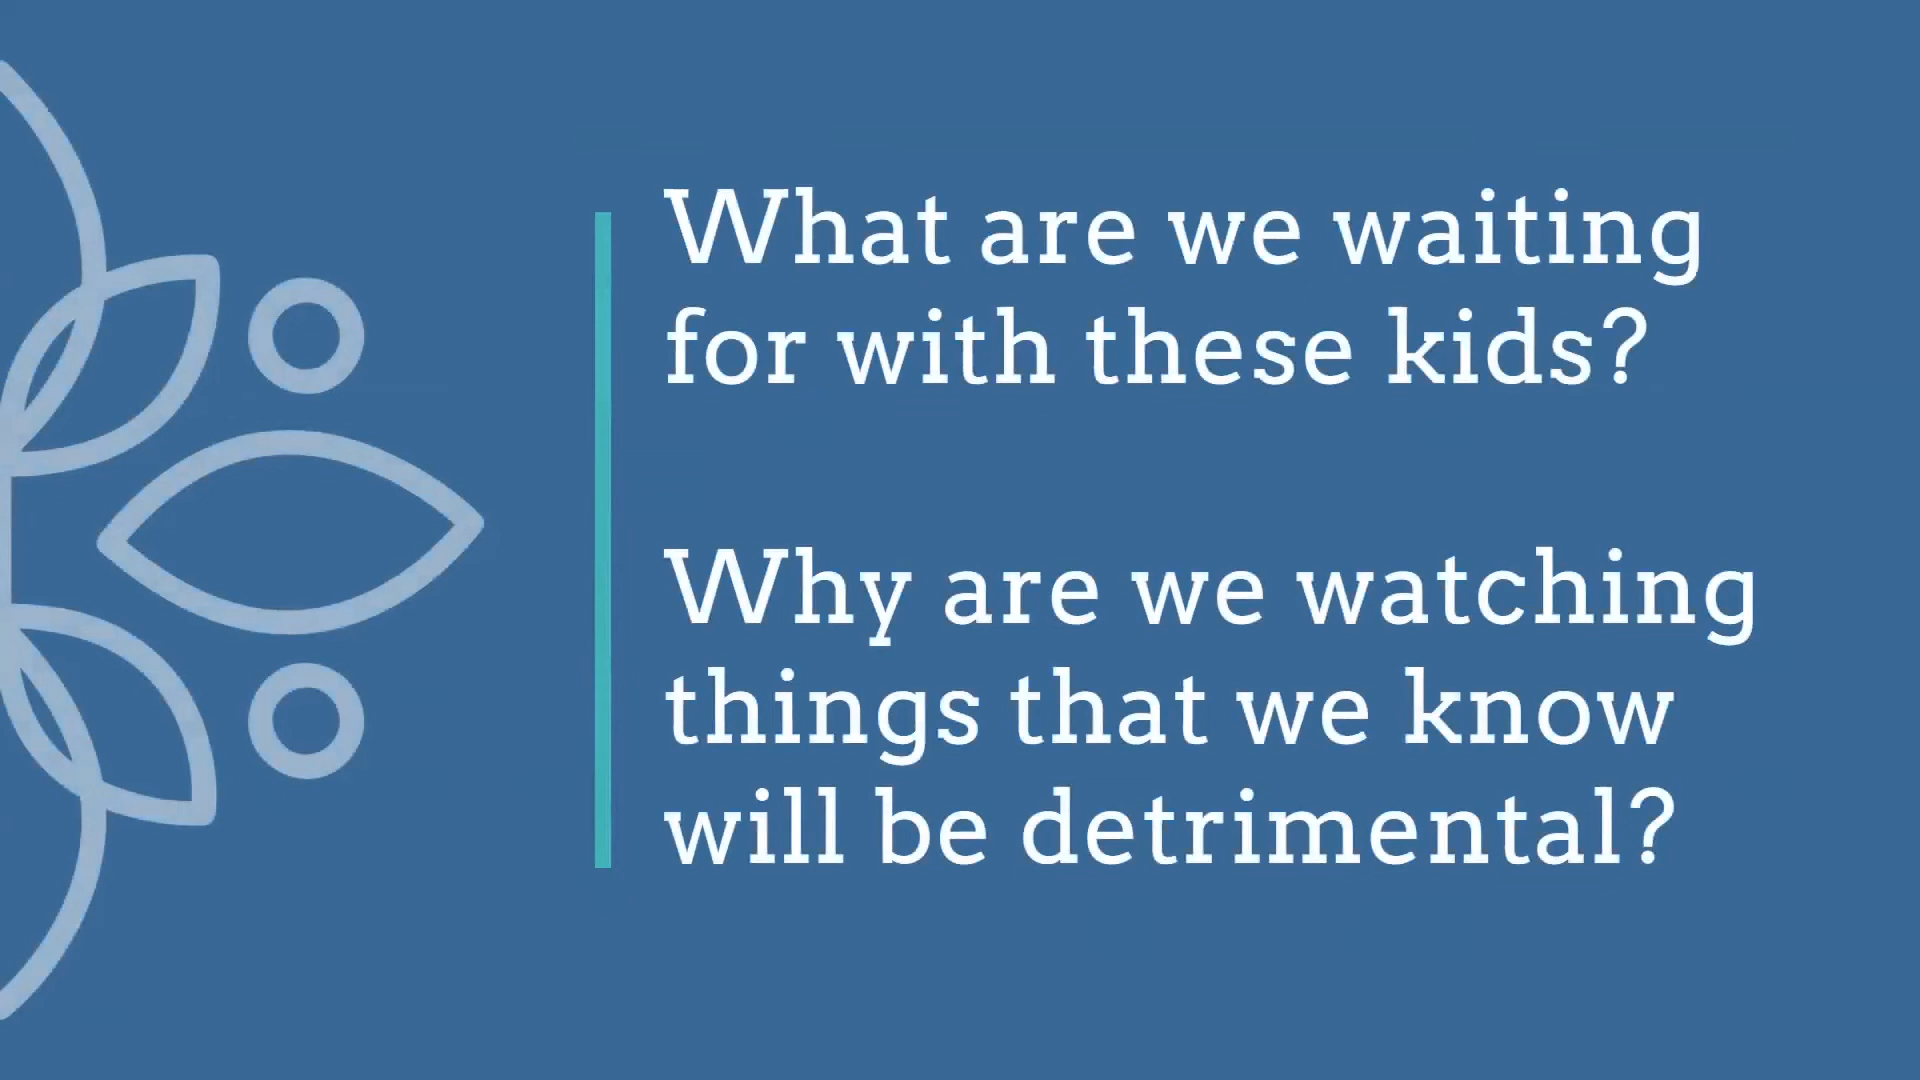 What are we waiting
for with these kids?
Why are we watching
things that we know
will be detrimental?